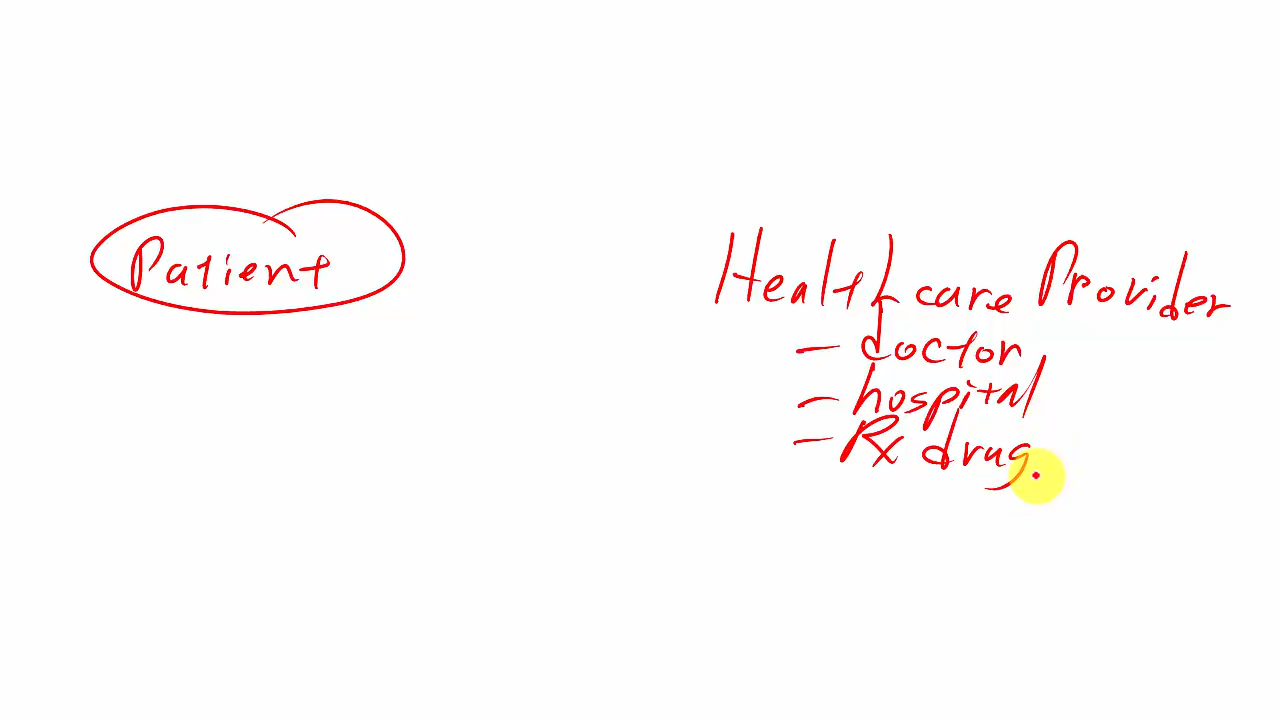 Patient
Healthcare Provider
- doctor
- hospital
- Rx drug